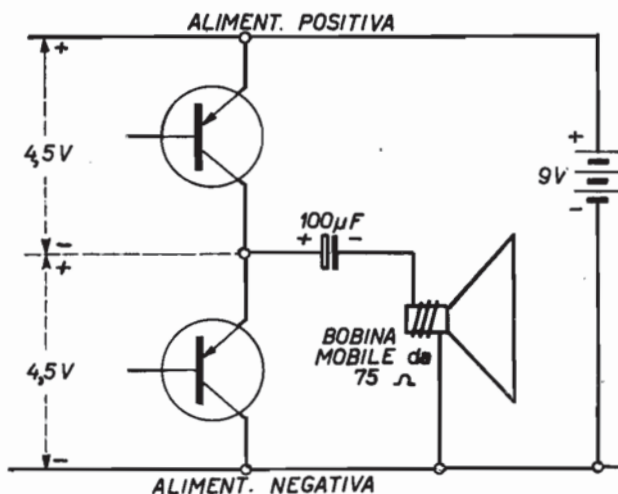 ALIMENT. POSITIVA
+
4,5V
-
+
4,5V
-
100µF
+ -
+
9V
-
BOBINA
MOBILE da
75 Ω
ALIMENT. NEGATIVA